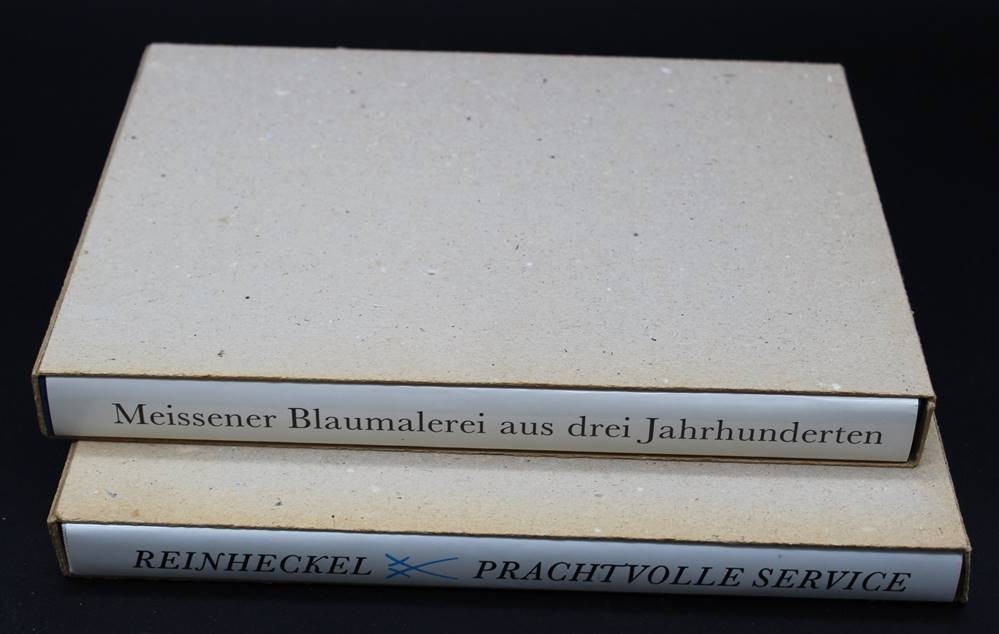 Meissener Blaumalerei aus drei Jahrhunderten
REINHECKEL PRACHTVOLLE SERVICE